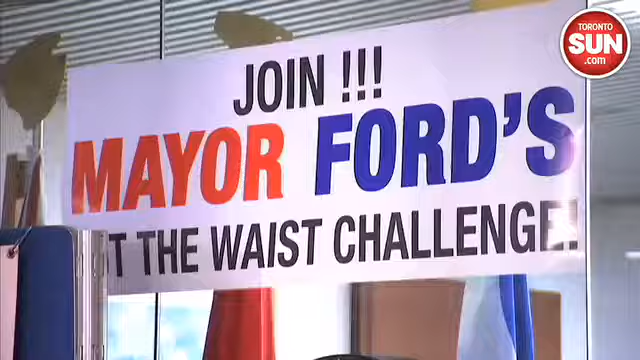 TORONTO
SUN
.com
JOIN !!!
MAYOR FORD'S
THE WAIST CHALLENGE!